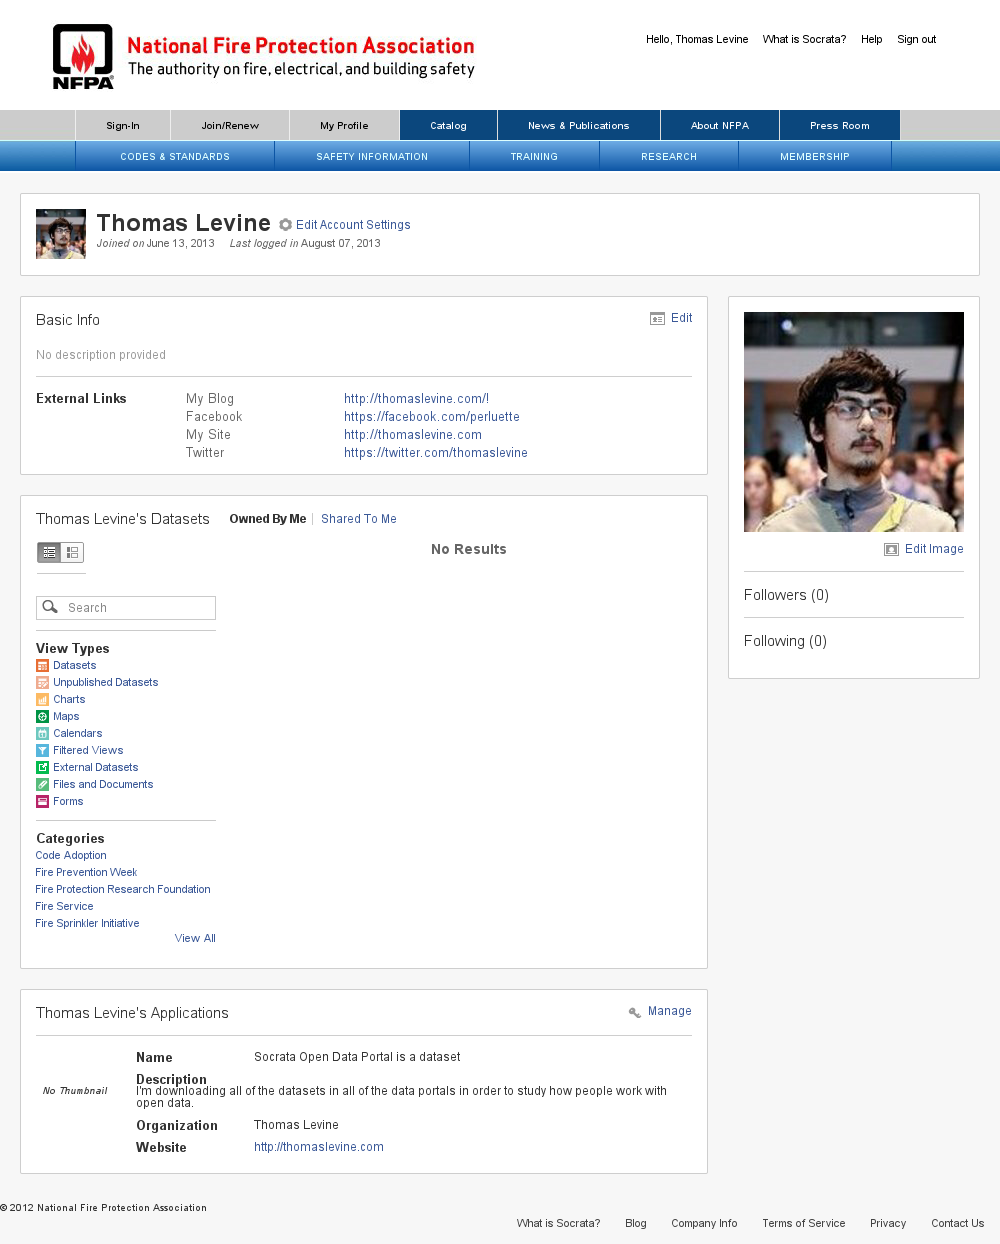 National Fire Protection Association
The authority on fire, electrical, and building safety
NFPA
Hello, Thomas Levine What is Socrata? Help Sign out
Sign-In Join/Renew My Profile Catalog News & Publications About NFPA Press Room
CODES & STANDARDS SAFETY INFORMATION TRAINING RESEARCH MEMBERSHIP
Thomas Levine Edit Account Settings
Joined on June 13, 2013 Last logged in August 07, 2013
Basic Info Edit
No description provided
External Links My Blog http://thomaslevine.com/!
Facebook https://facebook.com/perluette
My Site http://thomaslevine.com
Twitter https://twitter.com/thomaslevine
Edit Image
Followers (0)
Following (0)
Thomas Levine's Datasets Owned By Me Shared To Me
No Results
Search
View Types
Datasets
Unpublished Datasets
Charts
Maps
Calendars
Filtered Views
External Datasets
Files and Documents
Forms
Categories
Code Adoption
Fire Prevention Week
Fire Protection Research Foundation
Fire Service
Fire Sprinkler Initiative
View All
Thomas Levine's Applications Manage
No Thumbnail
Name Socrata Open Data Portal is a dataset
Description
I'm downloading all of the datasets in all of the data portals in order to study how people work with
open data.
Organization Thomas Levine
Website http://thomaslevine.com
© 2012 National Fire Protection Association
What is Socrata? Blog Company Info Terms of Service Privacy Contact Us